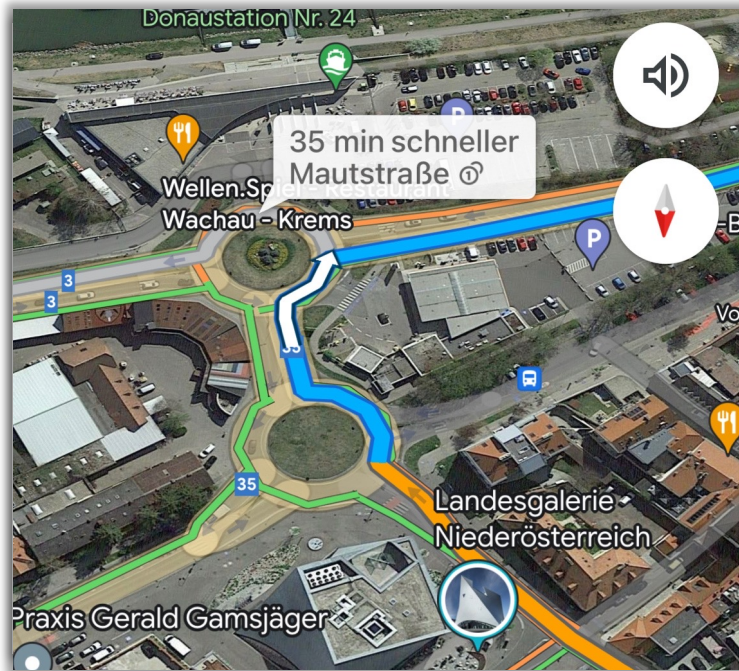 Donaustation Nr. 24
P
35 min schneller
Mautstraße
Wellen.Spiel - Restaurant
Wachau - Krems
P
3
3
35
Vo
35
Landesgalerie
Niederösterreich
Praxis Gerald Gamsjäger